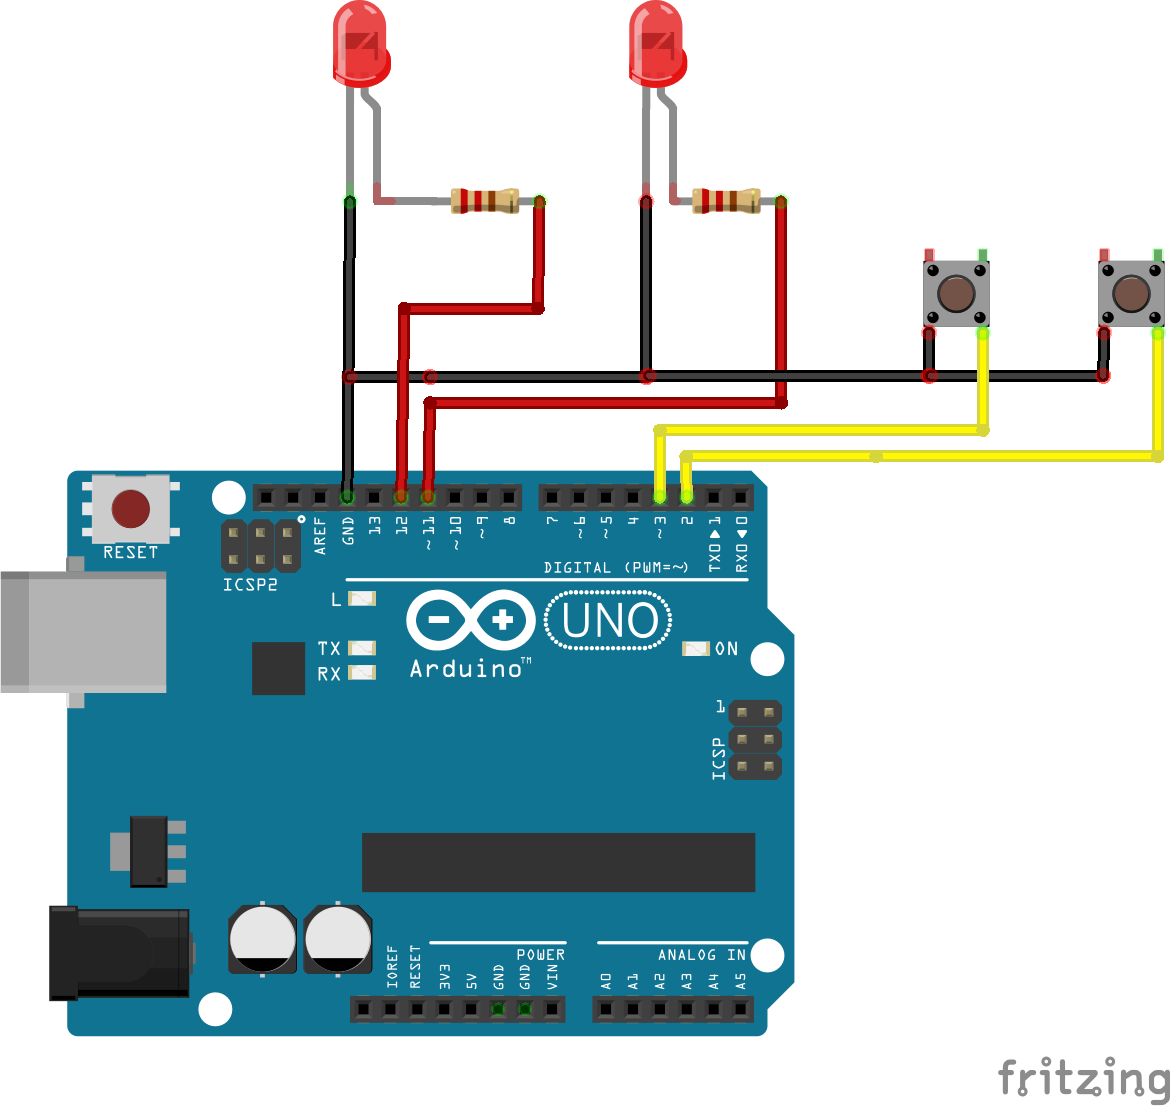 RESET
ICSP2
AREF
GND
13
12
~11
~10
~9
8
7
~6
~5
4
~3
2
TX0▶1
RX0◀0
DIGITAL (PWM=~)
L
TX
RX
UNO
Arduino™
ON
1
ICSP
IOREF
RESET
3V3
5V
GND
GND
VIN
POWER
ANALOG IN
A0
A1
A2
A3
A4
A5
fritzing